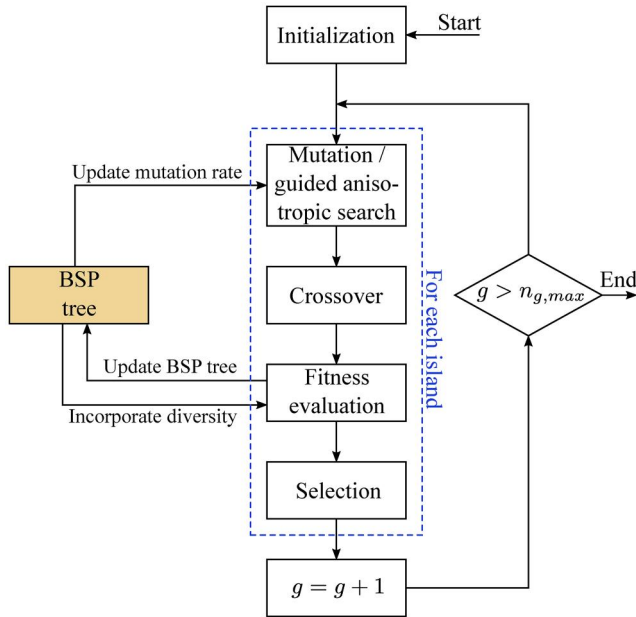 Start
Initialization
Update mutation rate
Mutation /
guided aniso-
tropic search
BSP
tree
Crossover
For each island
g > n_{g,max}
End
Update BSP tree
Incorporate diversity
Fitness
evaluation
Selection
g = g + 1